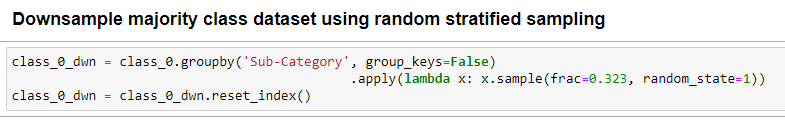 Downsample majority class dataset using random stratified sampling
class_0_dwn = class_0.groupby('Sub-Category', group_keys=False)
.apply(lambda x: x.sample(frac=0.323, random_state=1))
class_0_dwn = class_0_dwn.reset_index()